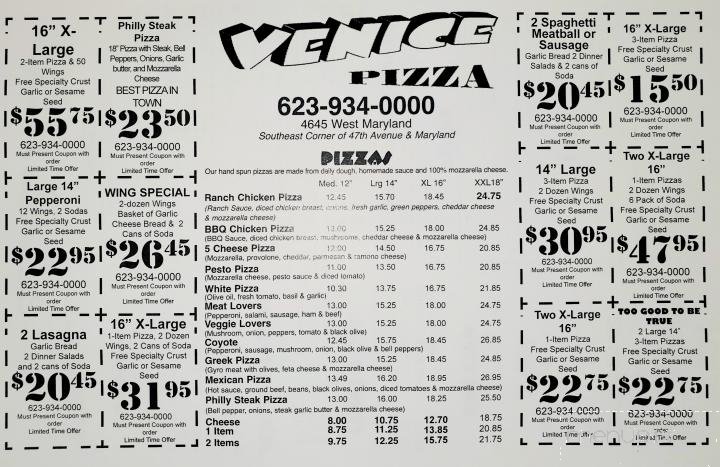 16” X-
Large
2-Item Pizza & 50
Wings
Free Specialty Crust
Garlic or Sesame
Seed
$55.75
623-934-0000
Must Present Coupon with
order
Limited Time Offer
Philly Steak
Pizza
18” Pizza with Steak, Bell
Peppers, Onions, Garlic
butter, and Mozzarella
Cheese
BEST PIZZA IN
TOWN
$23.50
623-934-0000
Must Present Coupon with
order
Limited Time Offer
Large 14”
Pepperoni
12 Wings, 2 Sodas
Free Specialty Crust
Garlic or Sesame
Seed
$22.95
623-934-0000
Must Present Coupon with
order
Limited Time Offer
WING SPECIAL
2-dozen Wings
Basket of Garlic
Cheese Bread & 2
Cans of Soda
$26.45
623-934-0000
Must Present Coupon with
order
Limited Time Offer
2 Lasagna
Garlic Bread
2 Dinner Salads
and 2 cans of Soda
$20.45
623-934-0000
Must Present Coupon with
order
Limited Time Offer
16” X-Large
1-Item Pizza, 2 Dozen
Wings, 2 Cans of Soda
Free Specialty Crust
Garlic or Sesame
Seed
$31.95
623-934-0000
Must Present Coupon with
order
Limited Time Offer
VENICE
PIZZA
623-934-0000
4645 West Maryland
Southeast Corner of 47th Avenue & Maryland
PIZZAS
Our hand spun pizzas are made from daily dough, homemade sauce and 100% mozzarella cheese.
Med. 12” Lrg 14” XL 16” XXL18”
Ranch Chicken Pizza 12.45 15.70 18.45 24.75
(Ranch Sauce, diced chicken breast, onions, fresh garlic, green peppers, cheddar cheese
& mozzarella cheese)
BBQ Chicken Pizza 13.00 15.25 18.00 24.85
(BBQ Sauce, diced chicken breast, mushrooms, cheddar cheese & mozzarella cheese)
5 Cheese Pizza 12.00 14.50 16.75 20.85
(Mozzarella, provolone, cheddar, parmesan & ramono cheese)
Pesto Pizza 11.00 13.50 16.75 20.85
(Mozzarella cheese, pesto sauce & diced tomato)
White Pizza 10.30 13.75 16.75 21.85
(Olive oil, fresh tomato, basil & garlic)
Meat Lovers 13.00 15.25 18.00 24.75
(Pepperoni, salami, sausage, ham & beef)
Veggie Lovers 13.00 15.25 18.00 24.75
(Mushroom, onion, peppers, tomato & black olive)
Coyote 12.45 15.75 18.45 26.85
(Pepperoni, sausage, mushroom, onion, black olive & bell peppers)
Greek Pizza 13.00 15.25 18.45 24.85
(Gyro meat with olives, feta cheese & mozzarella cheese)
Mexican Pizza 13.49 16.20 18.95 26.95
(Hot sauce, ground beef, beans, black olives, onions, diced tomatoes & mozzarella cheese)
Philly Steak Pizza 13.00 16.00 18.25 25.50
(Bell pepper, onions, steak garlic butter & mozzarella cheese)
Cheese 8.00 10.75 12.70 18.75
1 Item 8.75 11.25 13.85 20.85
2 Items 9.75 12.25 15.75 21.75
2 Spaghetti
Meatball or
Sausage
Garlic Bread 2 Dinner
Salads & 2 cans of
Soda
$20.45
623-934-0000
Must Present Coupon with
order
Limited Time Offer
16” X-Large
3-Item Pizza
Free Specialty Crust
Garlic or Sesame
Seed
$15.50
623-934-0000
Must Present Coupon with
order
Limited Time Offer
14” Large
3-Item Pizza
2 Dozen Wings
Free Specialty Crust
Garlic or Sesame
Seed
$30.95
623-934-0000
Must Present Coupon with
order
Limited Time Offer
Two X-Large
16”
1-Item Pizzas
2 Dozen Wings
6 Pack of Soda
Free Specialty Crust
Garlic or Sesame
Seed
$47.95
623-934-0000
Must Present Coupon with
order
Limited Time Offer
Two X-Large
16”
1-Item Pizza
Free Specialty Crust
Garlic or Sesame
Seed
$22.75
623-934-0000
Must Present Coupon with
order
Limited Time Offer
TOO GOOD TO BE
TRUE
2 Large 14”
3-Item Pizzas
Free Specialty Crust
Garlic or Sesame
Seed
$22.75
623-934-0000
Must Present Coupon with
order
Limited Time Offer